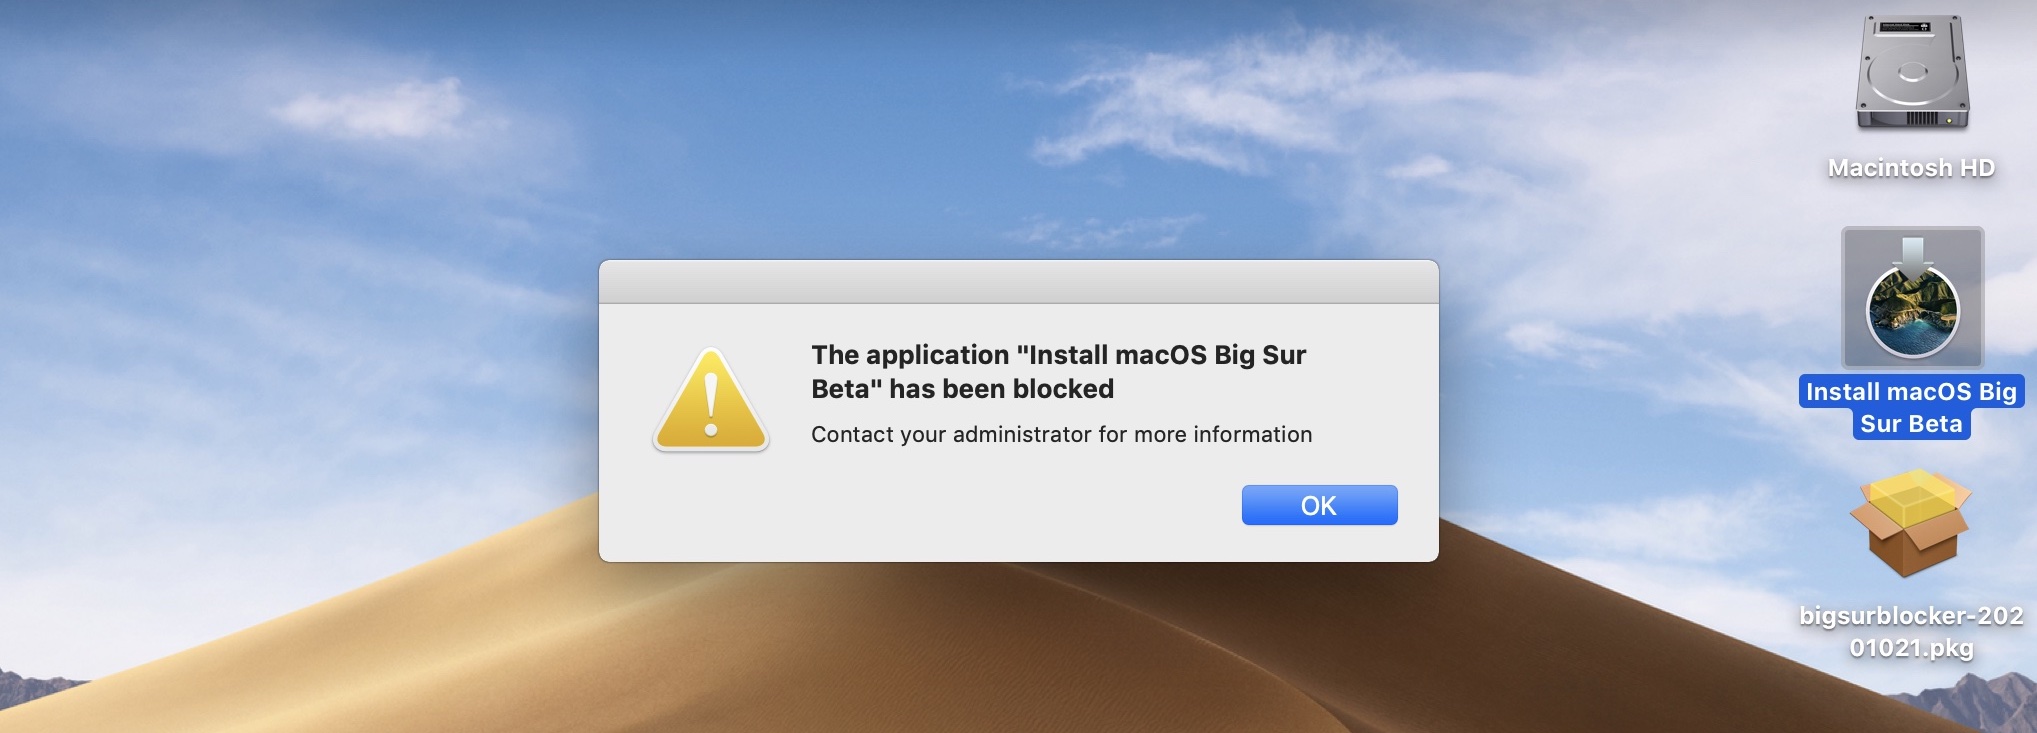 Macintosh HD
The application "Install macOS Big Sur
Beta" has been blocked
Contact your administrator for more information
OK
Install macOS Big
Sur Beta
bigsurblocker-202
01021.pkg